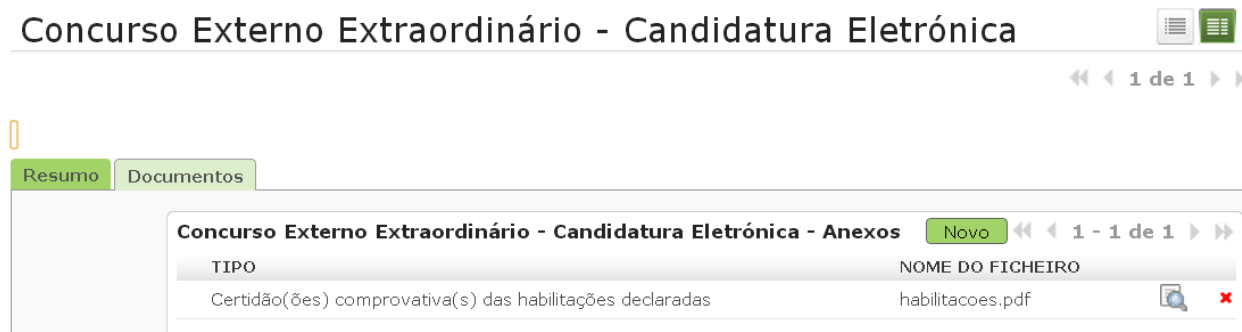 Concurso Externo Extraordinário - Candidatura Eletrónica
1 de 1
Resumo Documentos
Concurso Externo Extraordinário - Candidatura Eletrónica - Anexos Novo 1 - 1 de 1
TIPO NOME DO FICHEIRO
Certidão(ões) comprovativa(s) das habilitações declaradas habilitacoes.pdf